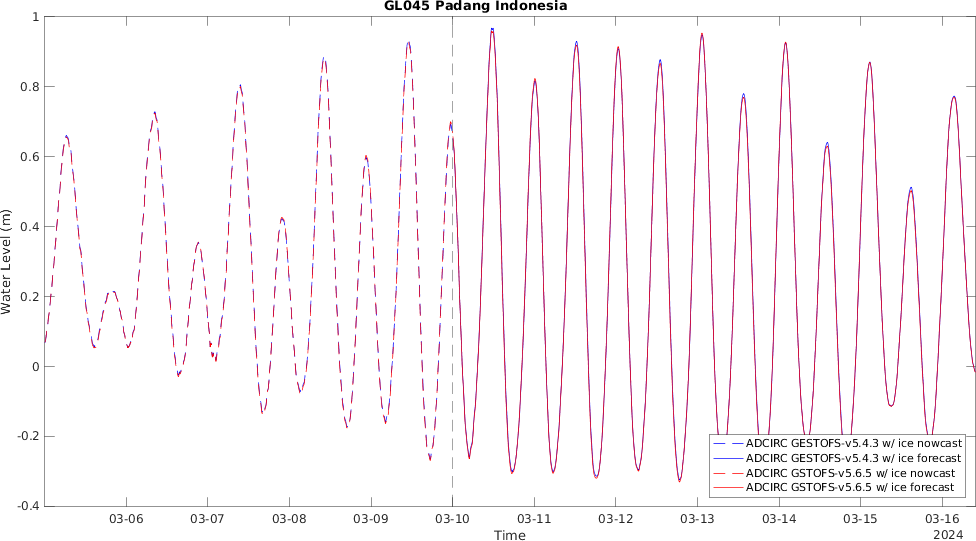 GL045 Padang Indonesia
Water Level (m)
1
0.8
0.6
0.4
0.2
0
-0.2
-0.4
ADCIRC GESTOFS-v5.4.3 w/ ice nowcast
ADCIRC GESTOFS-v5.4.3 w/ ice forecast
ADCIRC GSTOFS-v5.6.5 w/ ice nowcast
ADCIRC GSTOFS-v5.6.5 w/ ice forecast
03-06 03-07 03-08 03-09 03-10 03-11 03-12 03-13 03-14 03-15 03-16
Time
2024